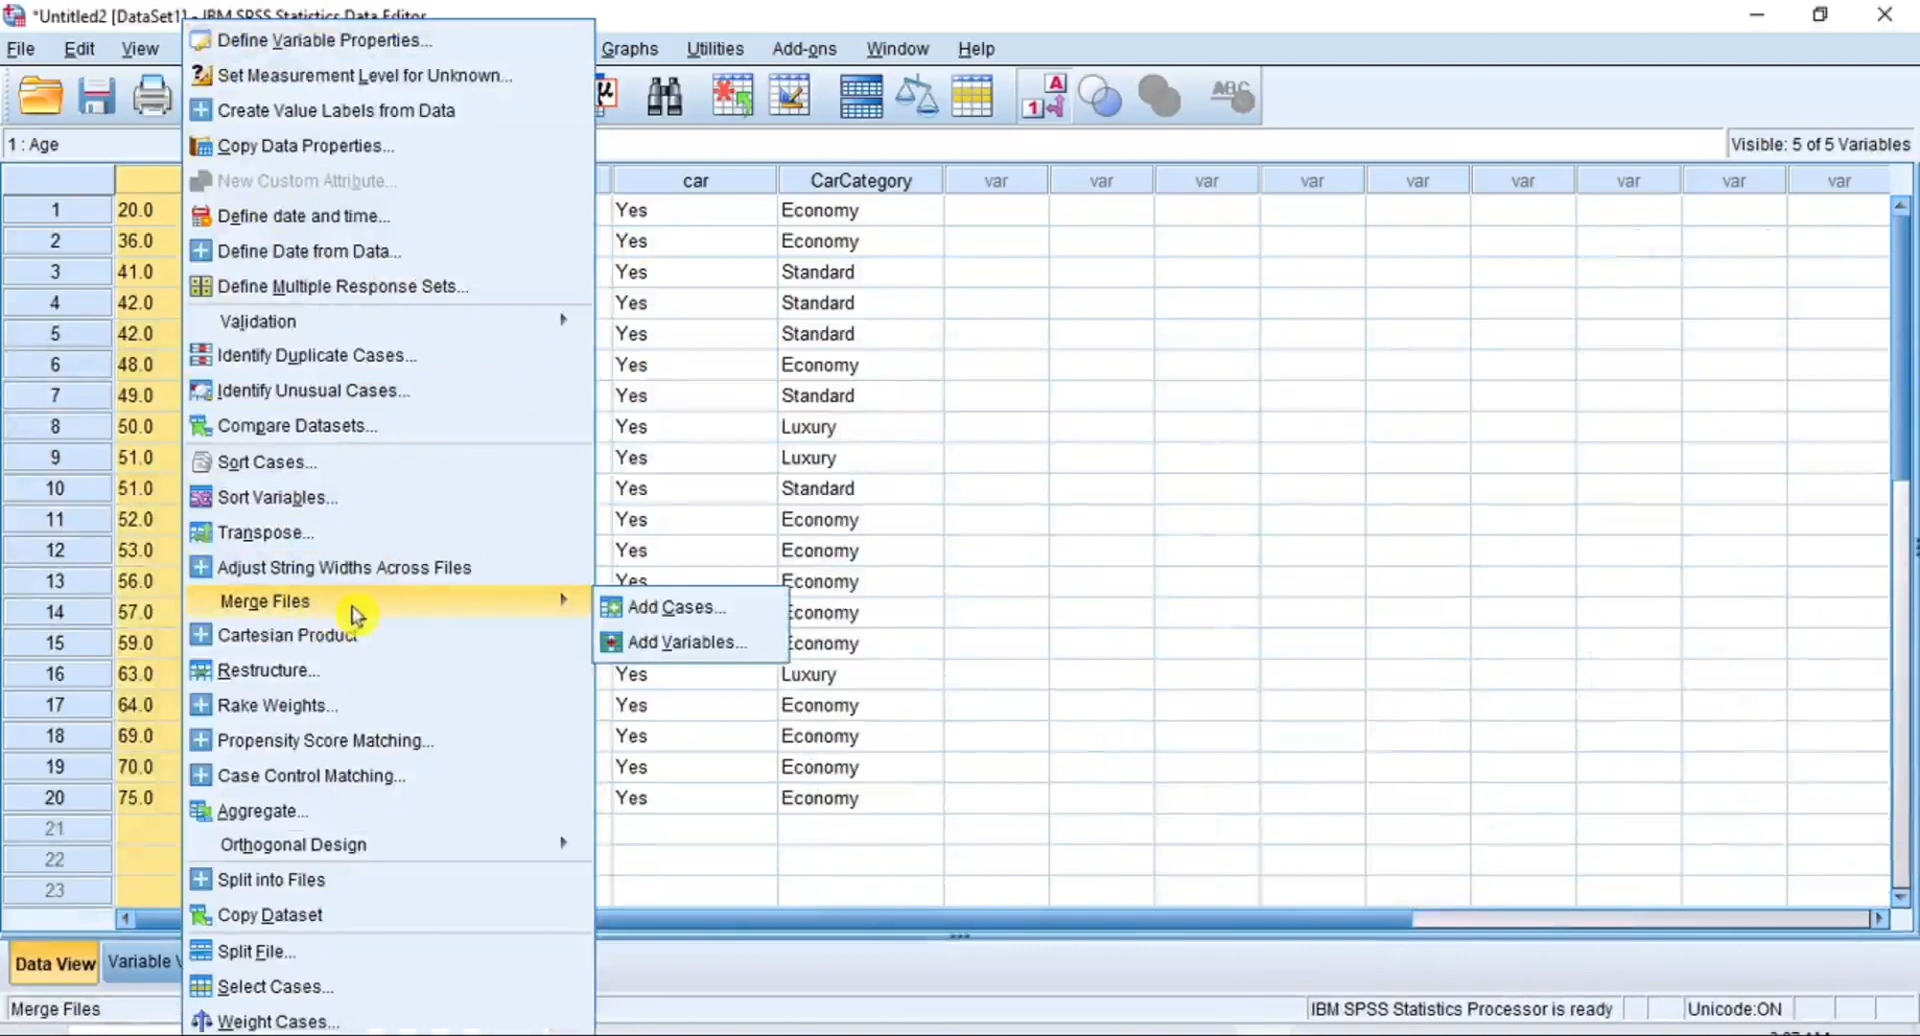 *Untitled2 [DataSet1] - IBM SPSS Statistics Data Editor
File Edit View Graphs Utilities Add-ons Window Help
1 : Age
Visible: 5 of 5 Variables
Define Variable Properties...
Set Measurement Level for Unknown...
Create Value Labels from Data
Copy Data Properties...
New Custom Attribute...
Define date and time...
Define Date from Data...
Define Multiple Response Sets...
Validation
Identify Duplicate Cases...
Identify Unusual Cases...
Compare Datasets...
Sort Cases...
Sort Variables...
Transpose...
Adjust String Widths Across Files
Merge Files
Cartesian Product
Restructure...
Rake Weights...
Propensity Score Matching...
Case Control Matching...
Aggregate...
Orthogonal Design
Split into Files
Copy Dataset
Split File...
Select Cases...
Weight Cases...
Add Cases...
Add Variables...
A
1
ABC
µ
car CarCategory var var var var var var var var var
1 20.0 Yes Economy
2 36.0 Yes Economy
3 41.0 Yes Standard
4 42.0 Yes Standard
5 42.0 Yes Standard
6 48.0 Yes Economy
7 49.0 Yes Standard
8 50.0 Yes Luxury
9 51.0 Yes Luxury
10 51.0 Yes Standard
11 52.0 Yes Economy
12 53.0 Yes Economy
13 56.0 Yes Economy
14 57.0 Economy
15 59.0 Economy
16 63.0 Yes Luxury
17 64.0 Yes Economy
18 69.0 Yes Economy
19 70.0 Yes Economy
20 75.0 Yes Economy
21
22
23
Data View Variable V
Merge Files
IBM SPSS Statistics Processor is ready Unicode:ON